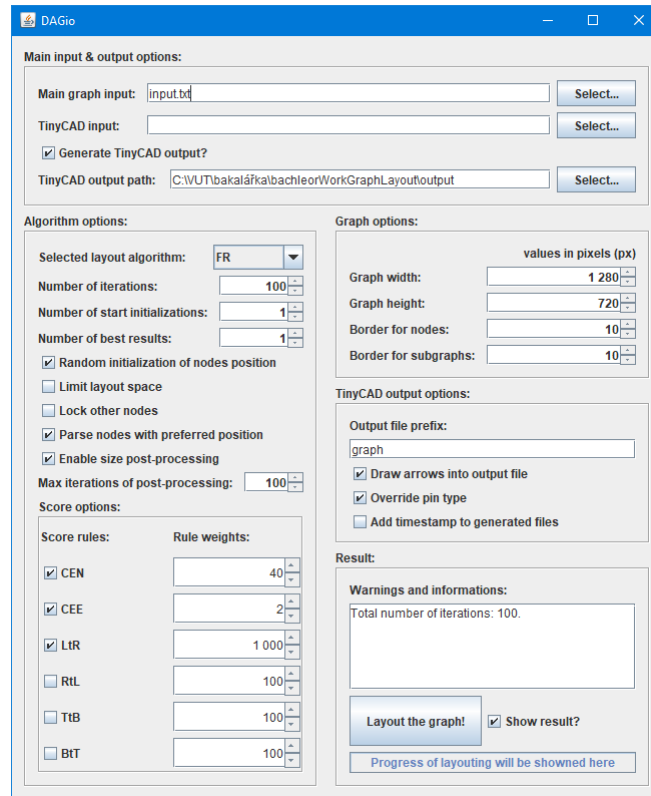 DAGio
Main input & output options:
Main graph input: input.txt Select...
TinyCAD input: Select...
Generate TinyCAD output?
TinyCAD output path: C:\VUT\bakalářka\bachleorWorkGraphLayout\output Select...
Algorithm options:
Selected layout algorithm: FR
Number of iterations: 100
Number of start initializations: 1
Number of best results: 1
Random initialization of nodes position
Limit layout space
Lock other nodes
Parse nodes with preferred position
Enable size post-processing
Max iterations of post-processing: 100
Score options:
Score rules: Rule weights:
CEN 40
CEE 2
LtR 1 000
RtL 100
TtB 100
BtT 100
Graph options:
values in pixels (px)
Graph width: 1 280
Graph height: 720
Border for nodes: 10
Border for subgraphs: 10
TinyCAD output options:
Output file prefix:
graph
Draw arrows into output file
Override pin type
Add timestamp to generated files
Result:
Warnings and informations:
Total number of iterations: 100.
Layout the graph! Show result?
Progress of layouting will be showned here